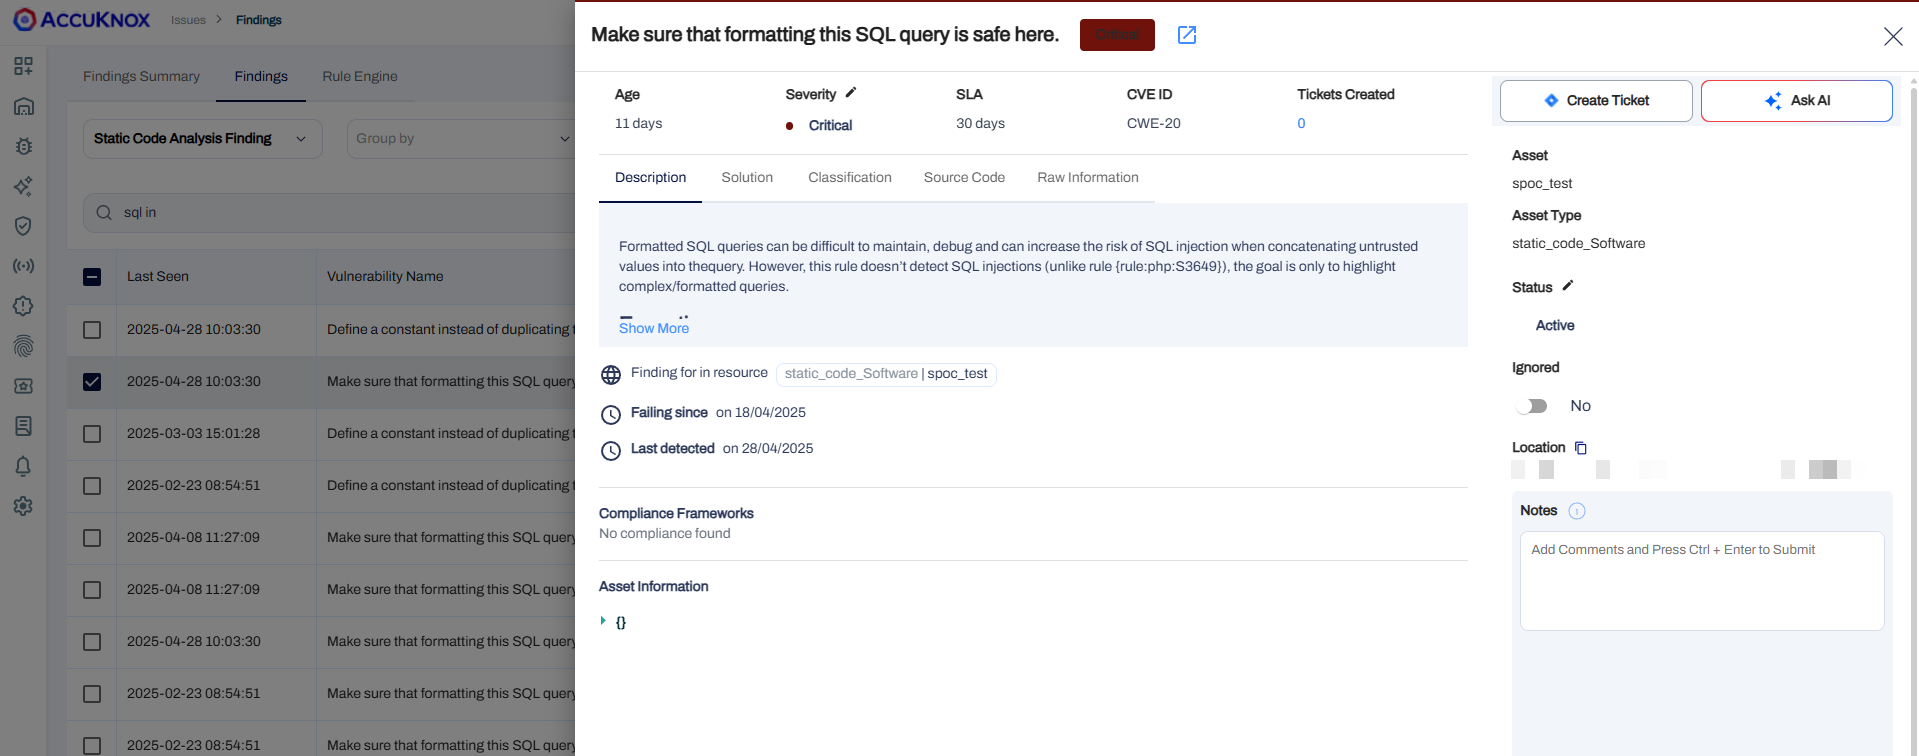 ACCUKNOX
Issues > Findings
Findings Summary
Findings
Rule Engine
Static Code Analysis Finding
Group by
sql in
Last Seen
Vulnerability Name
2025-04-28 10:03:30
Define a constant instead of duplicating t
2025-04-28 10:03:30
Make sure that formatting this SQL query
2025-03-03 15:01:28
Define a constant instead of duplicating t
2025-02-23 08:54:51
Define a constant instead of duplicating t
2025-04-08 11:27:09
Make sure that formatting this SQL query
2025-04-08 11:27:09
Make sure that formatting this SQL query
2025-04-28 10:03:30
Make sure that formatting this SQL query
2025-02-23 08:54:51
Make sure that formatting this SQL query
2025-02-23 08:54:51
Make sure that formatting this SQL query
Make sure that formatting this SQL query is safe here.
Critical
Age
11 days
Severity
Critical
SLA
30 days
CVE ID
CWE-20
Tickets Created
0
Description
Solution
Classification
Source Code
Raw Information
Formatted SQL queries can be difficult to maintain, debug and can increase the risk of SQL injection when concatenating untrusted
values into thequery. However, this rule doesn't detect SQL injections (unlike rule {rule:php:S3649}), the goal is only to highlight
complex/formatted queries.
Show More
Finding for in resource static_code_Software | spoc_test
Failing since on 18/04/2025
Last detected on 28/04/2025
Compliance Frameworks
No compliance found
Asset Information
{}
Create Ticket
Ask AI
Asset
spoc_test
Asset Type
static_code_Software
Status
Active
Ignored
No
Location
Notes
Add Comments and Press Ctrl + Enter to Submit